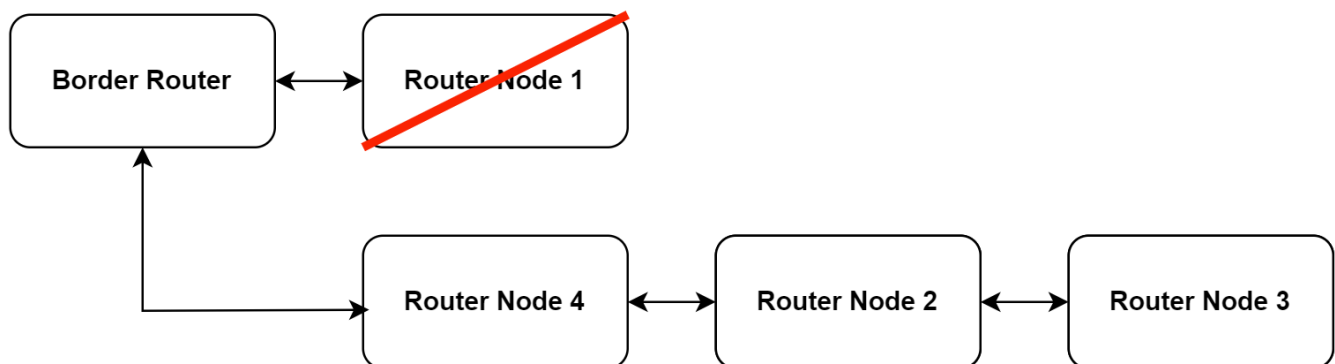 Border Router
Router Node 1
Router Node 4
Router Node 2
Router Node 3